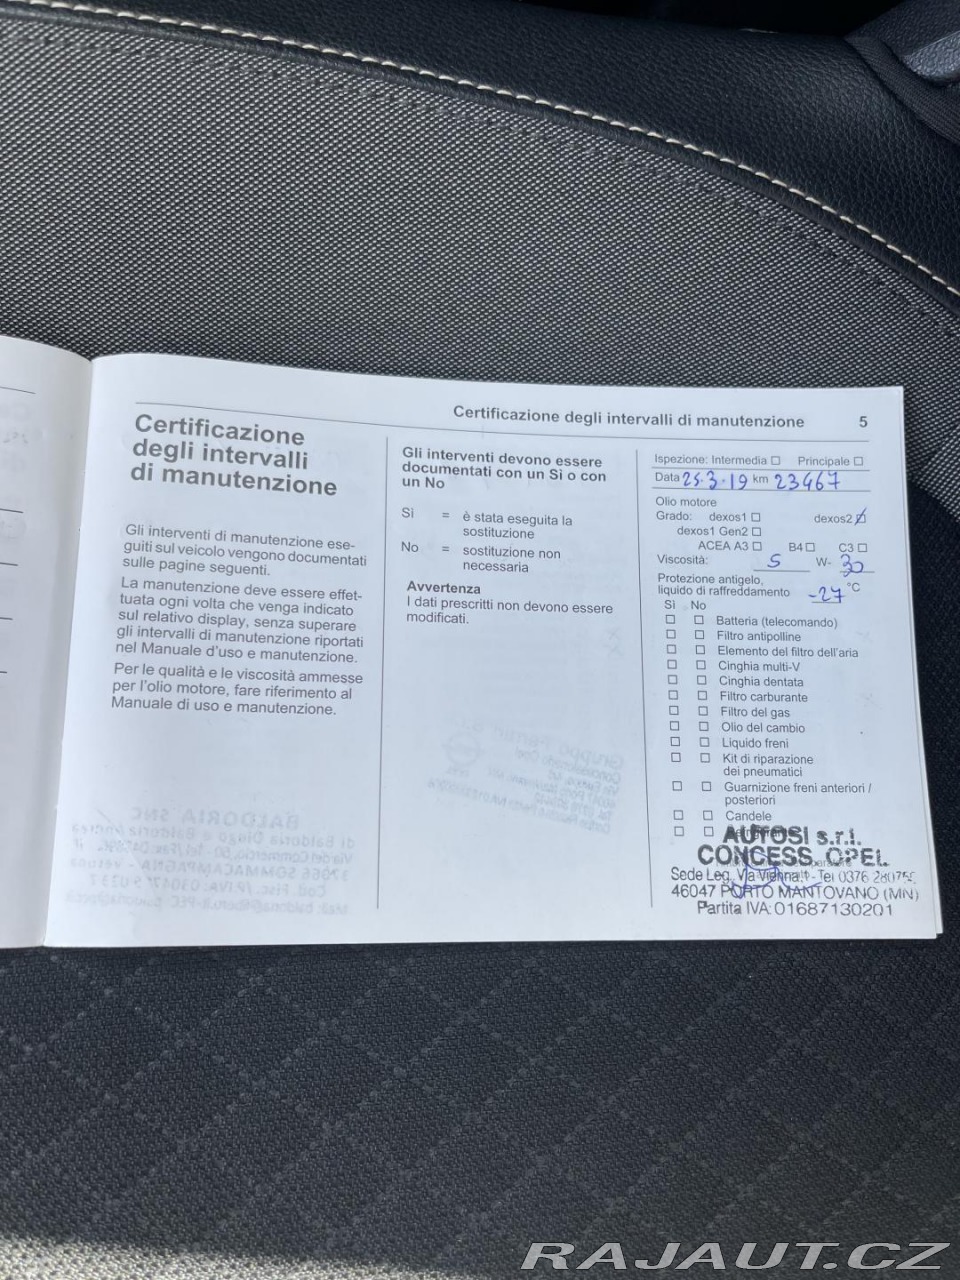 Certificazione degli intervalli di manutenzione 5
Certificazione
degli intervalli
di manutenzione
Gli interventi di manutenzione ese-
guiti sul veicolo vengono documentati
sulle pagine seguenti.
La manutenzione deve essere effet-
tuata ogni volta che venga indicato
sul relativo display, senza superare
gli intervalli di manutenzione riportati
nel Manuale d'uso e manutenzione.
Per le qualità e le viscosità ammesse
per l'olio motore, fare riferimento al
Manuale di uso e manutenzione.
Gli interventi devono essere
documentati con un Sì o con
un No
Sì = è stata eseguita la
sostituzione
No = sostituzione non
necessaria
Avvertenza
I dati prescritti non devono essere
modificati.
Ispezione: Intermedia ☐ Principale ☐
Data 25.3.19 km 23467
Olio motore
Grado: dexos1 ☐ dexos2 ☑
dexos1 Gen2 ☐
ACEA A3 ☐ B4 ☐ C3 ☐
Viscosità: 5 W- 30
Protezione antigelo,
liquido di raffreddamento -27 °C
Sì No
☐ ☐ Batteria (telecomando)
☐ ☐ Filtro antipolline
☐ ☐ Elemento del filtro dell'aria
☐ ☐ Cinghia multi-V
☐ ☐ Cinghia dentata
☐ ☐ Filtro carburante
☐ ☐ Filtro del gas
☐ ☐ Olio del cambio
☐ ☐ Liquido freni
☐ ☐ Kit di riparazione
dei pneumatici
☐ ☐ Guarnizione freni anteriori /
posteriori
☐ ☐ Candele
☐ ☐
AUTOSI s.r.l.
CONCESS. OPEL
Sede Leg. Via Vienna,1 - Tel 0376 280755
46047 PORTO MANTOVANO (MN)
Partita IVA: 01687130201
RAJAUT.CZ